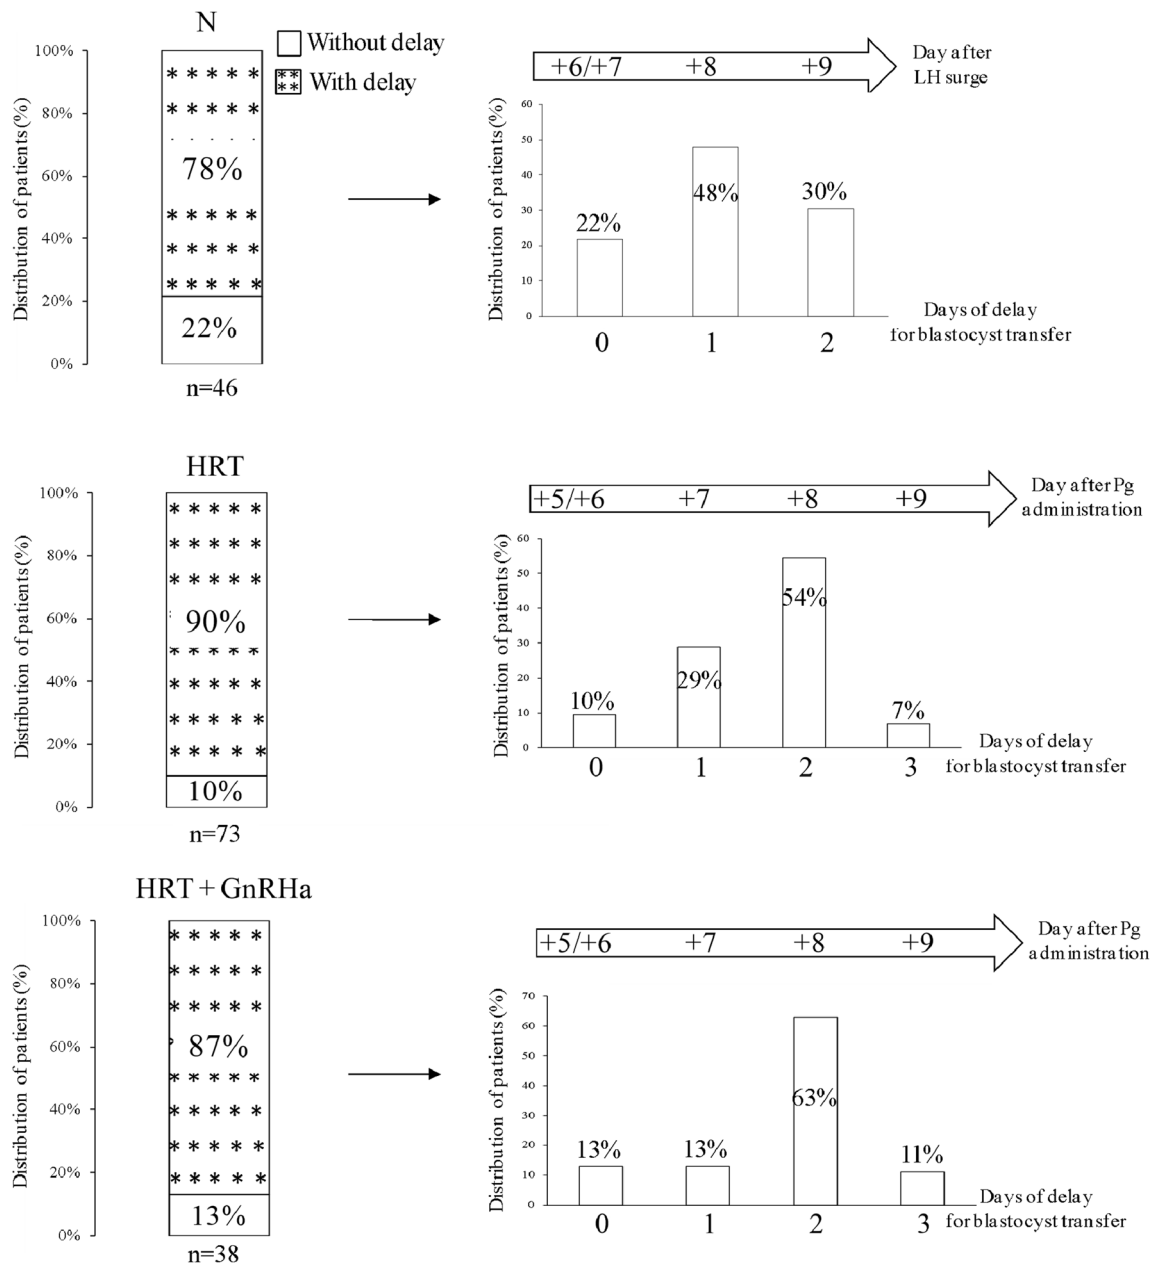 N
Without delay
With delay
Distribution of patients (%)
100%
80%
60%
40%
20%
0%
78%
22%
n=46
+6/+7 +8 +9
Day after
LH surge
Distribution of patients (%)
60
50
40
30
20
10
0
22%
48%
30%
0 1 2
Days of delay
for blastocyst transfer
HRT
Distribution of patients (%)
100%
80%
60%
40%
20%
0%
90%
10%
n=73
+5/+6 +7 +8 +9
Day after Pg
administration
Distribution of patients (%)
60
50
40
30
20
10
0
10%
29%
54%
7%
0 1 2 3
Days of delay
for blastocyst transfer
HRT + GnRHa
Distribution of patients (%)
100%
80%
60%
40%
20%
0%
87%
13%
n=38
+5/+6 +7 +8 +9
Day after Pg
administration
Distribution of patients (%)
70
60
50
40
30
20
10
0
13%
13%
63%
11%
0 1 2 3
Days of delay
for blastocyst transfer